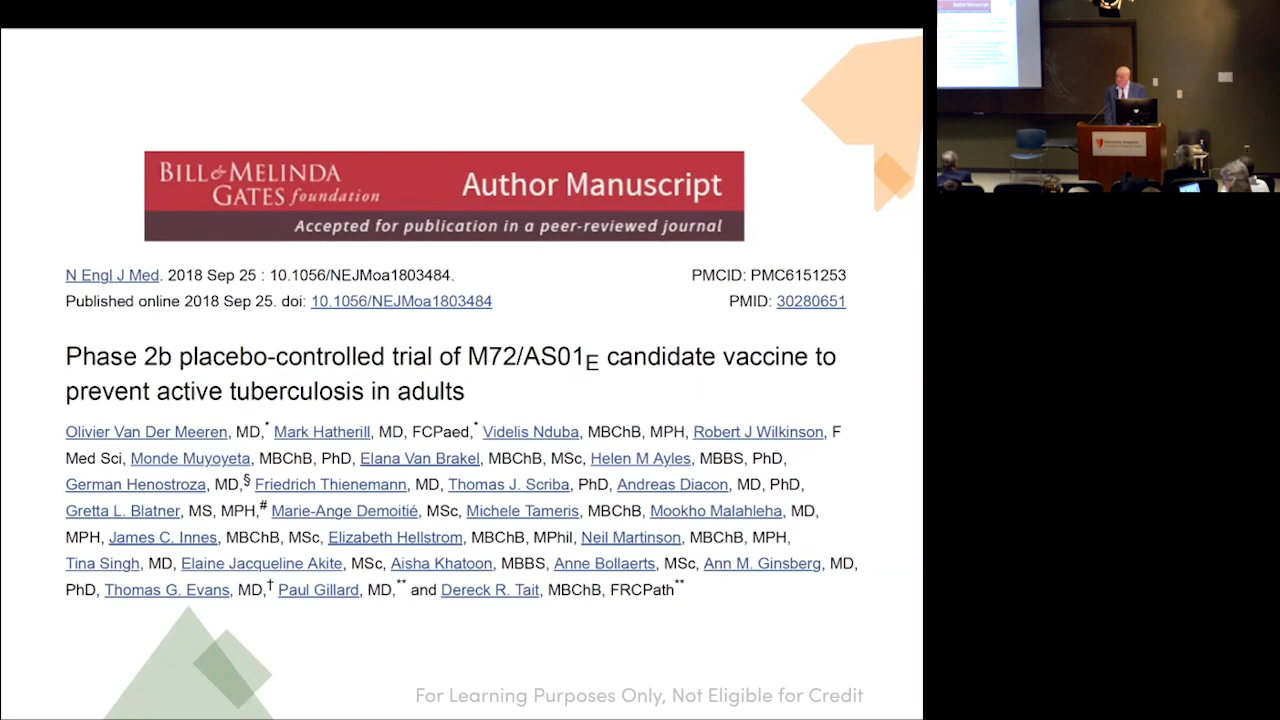 BILL & MELINDA
GATES foundation
Author Manuscript
Accepted for publication in a peer-reviewed journal
N Engl J Med. 2018 Sep 25 : 10.1056/NEJMoa1803484.
PMCID: PMC6151253
Published online 2018 Sep 25. doi: 10.1056/NEJMoa1803484
PMID: 30280651
Phase 2b placebo-controlled trial of M72/AS01E candidate vaccine to
prevent active tuberculosis in adults
Olivier Van Der Meeren, MD,* Mark Hatherill, MD, FCPaed,* Videlis Nduba, MBChB, MPH, Robert J Wilkinson, F
Med Sci, Monde Muyoyeta, MBChB, PhD, Elana Van Brakel, MBChB, MSc, Helen M Ayles, MBBS, PhD,
German Henostroza, MD,§ Friedrich Thienemann, MD, Thomas J. Scriba, PhD, Andreas Diacon, MD, PhD,
Gretta L. Blatner, MS, MPH,# Marie-Ange Demoitié, MSc, Michele Tameris, MBChB, Mookho Malahleha, MD,
MPH, James C. Innes, MBChB, MSc, Elizabeth Hellstrom, MBChB, MPhil, Neil Martinson, MBChB, MPH,
Tina Singh, MD, Elaine Jacqueline Akite, MSc, Aisha Khatoon, MBBS, Anne Bollaerts, MSc, Ann M. Ginsberg, MD,
PhD, Thomas G. Evans, MD,† Paul Gillard, MD,** and Dereck R. Tait, MBChB, FRCPath**
For Learning Purposes Only, Not Eligible for Credit
Author Manuscript